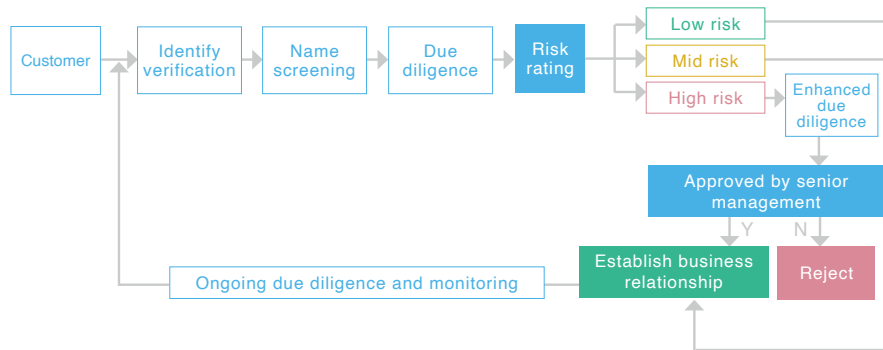 Customer
Identify
verification
Name
screening
Due
diligence
Risk
rating
Low risk
Mid risk
High risk
Enhanced
due
diligence
Approved by senior
management
Y
N
Establish business
relationship
Reject
Ongoing due diligence and monitoring